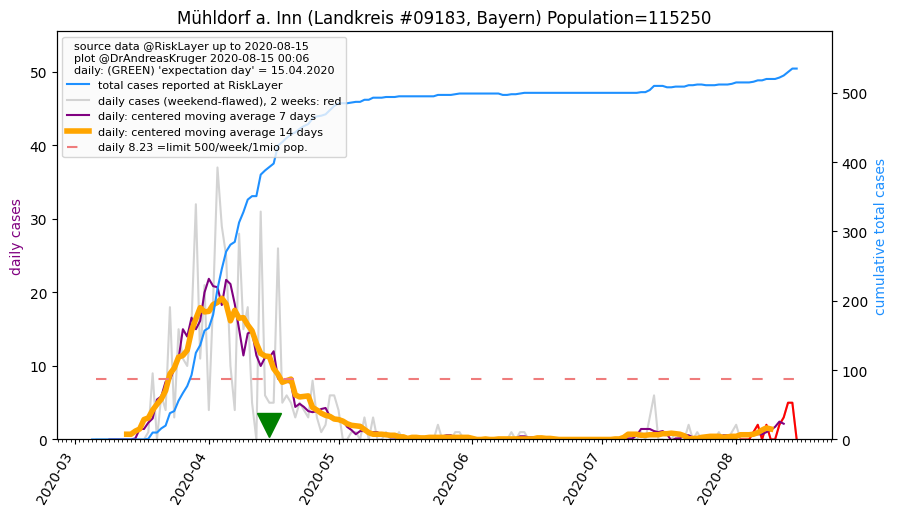 Mühldorf a. Inn (Landkreis #09183, Bayern) Population=115250
source data @RiskLayer up to 2020-08-15
plot @DrAndreasKruger 2020-08-15 00:06
daily: (GREEN) 'expectation day' = 15.04.2020
total cases reported at RiskLayer
daily cases (weekend-flawed), 2 weeks: red
daily: centered moving average 7 days
daily: centered moving average 14 days
daily 8.23 =limit 500/week/1mio pop.
daily cases
50
40
30
20
10
0
cumulative total cases
500
400
300
200
100
0
2020-03
2020-04
2020-05
2020-06
2020-07
2020-08